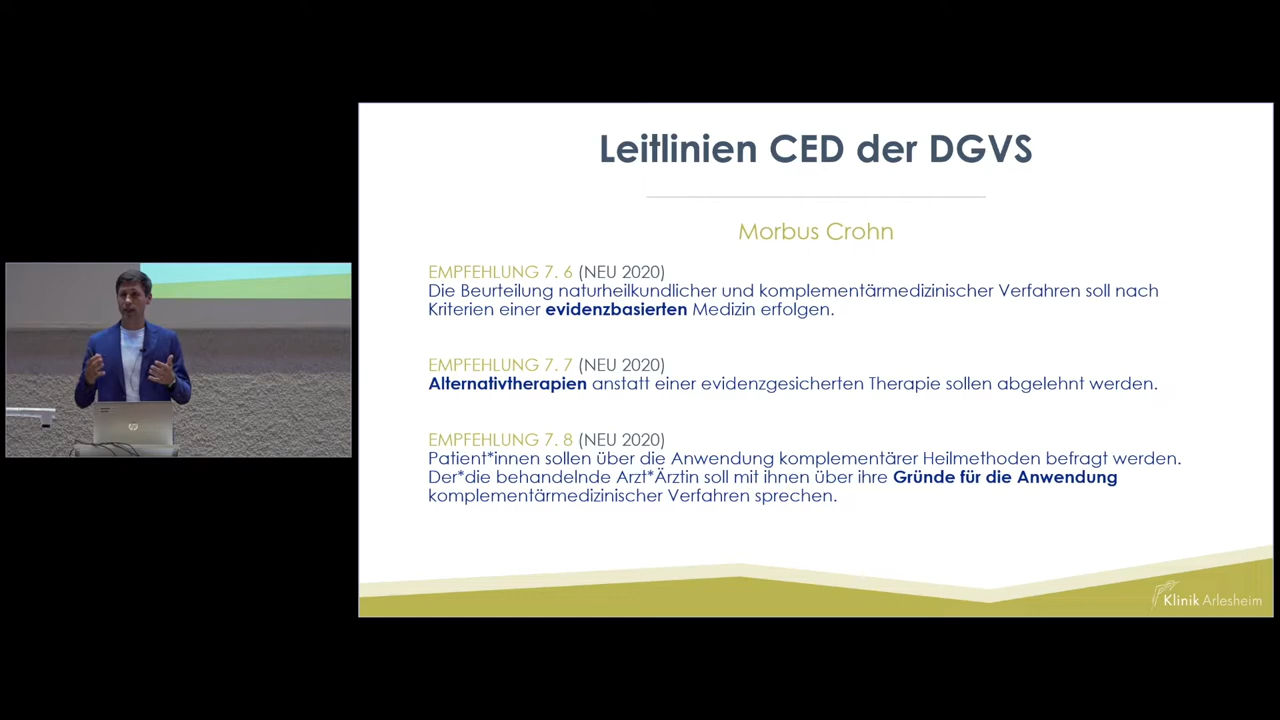 Leitlinien CED der DGVS
Morbus Crohn
EMPFEHLUNG 7. 6 (NEU 2020)
Die Beurteilung naturheilkundlicher und komplementärmedizinischer Verfahren soll nach
Kriterien einer evidenzbasierten Medizin erfolgen.
EMPFEHLUNG 7. 7 (NEU 2020)
Alternativtherapien anstatt einer evidenzgesicherten Therapie sollen abgelehnt werden.
EMPFEHLUNG 7. 8 (NEU 2020)
Patient*innen sollen über die Anwendung komplementärer Heilmethoden befragt werden.
Der*die behandelnde Arzt*Ärztin soll mit ihnen über ihre Gründe für die Anwendung
komplementärmedizinischer Verfahren sprechen.
Klinik Arlesheim
hp